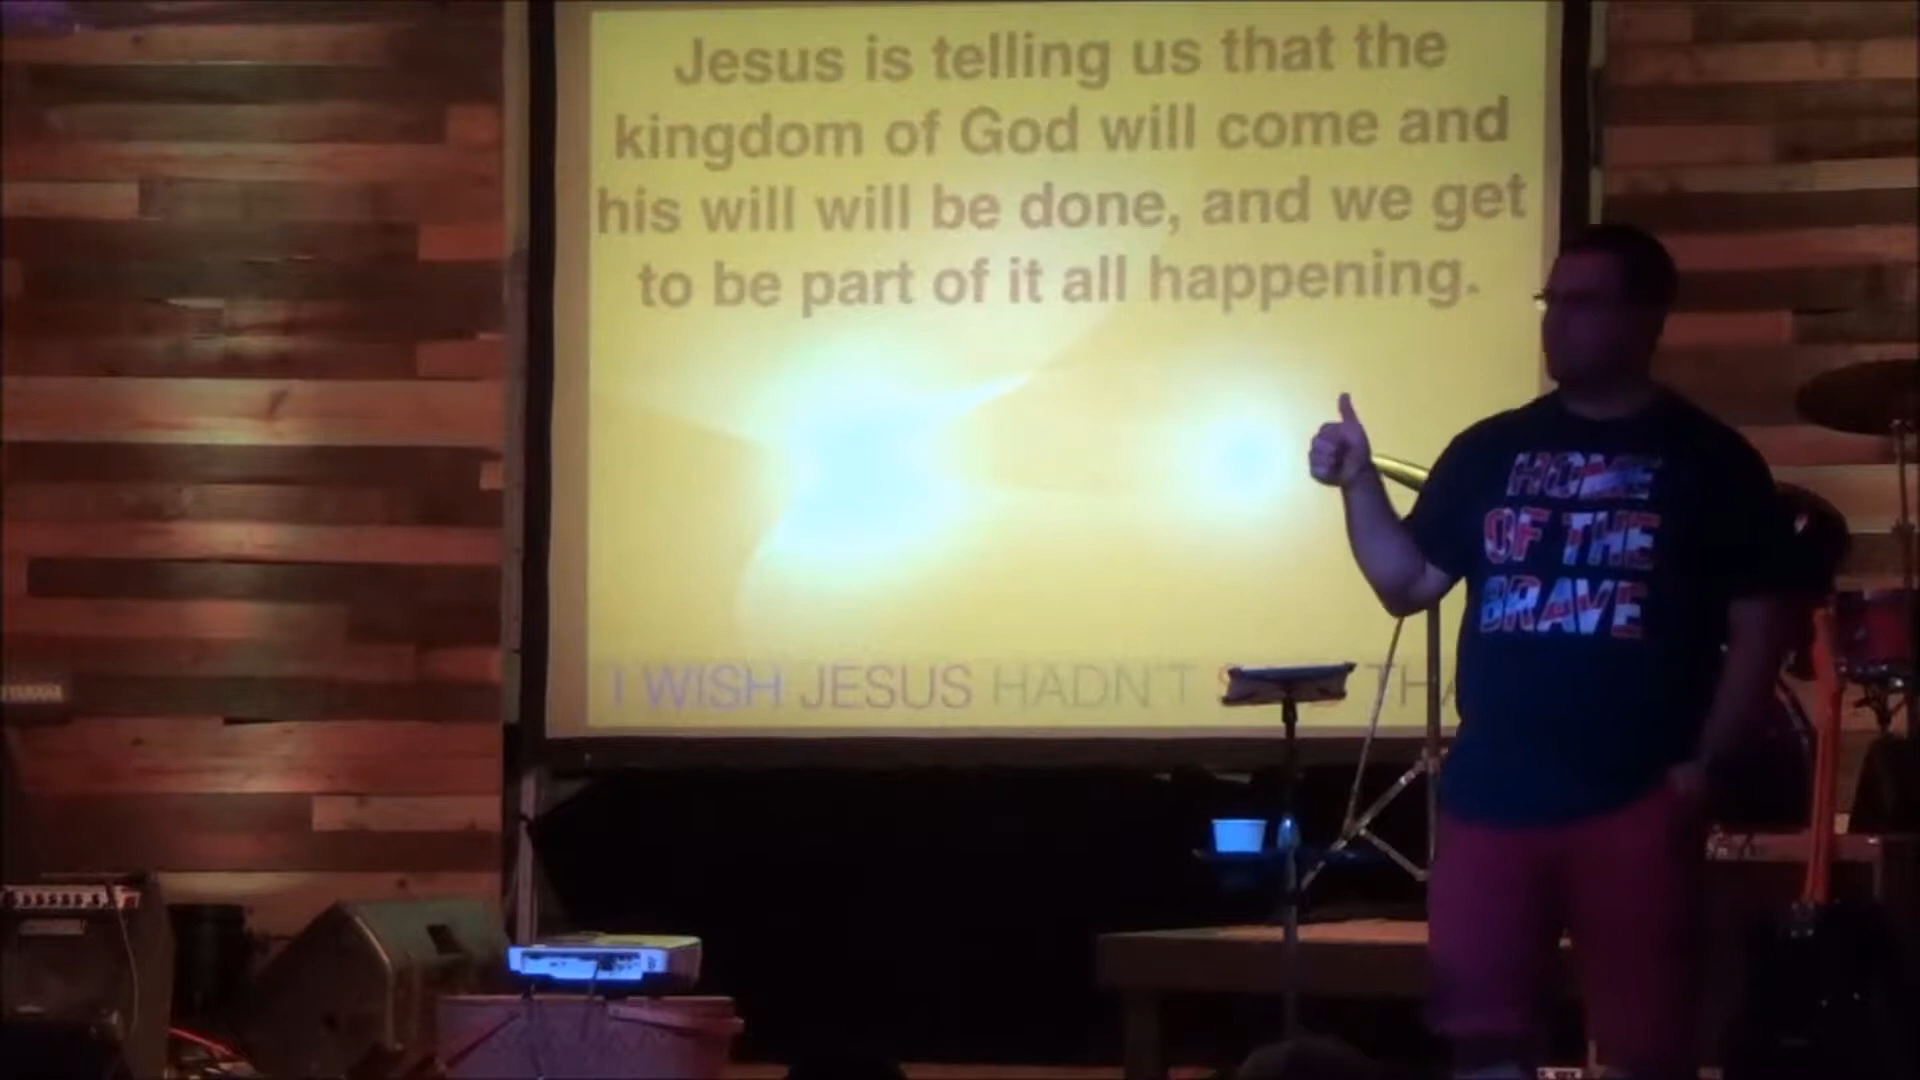 Jesus is telling us that the
kingdom of God will come and
his will will be done, and we get
to be part of it all happening.
I WISH JESUS HADN'T
HOME
OF THE
BRAVE
YAMAHA